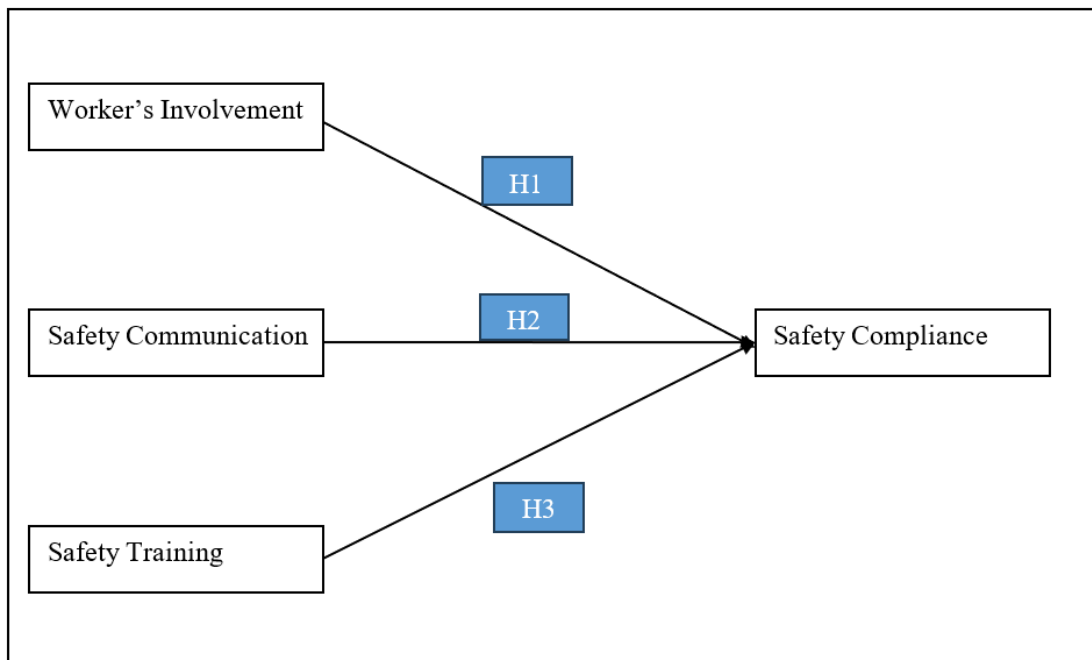 Worker’s Involvement
H1
H2
Safety Communication
Safety Compliance
H3
Safety Training